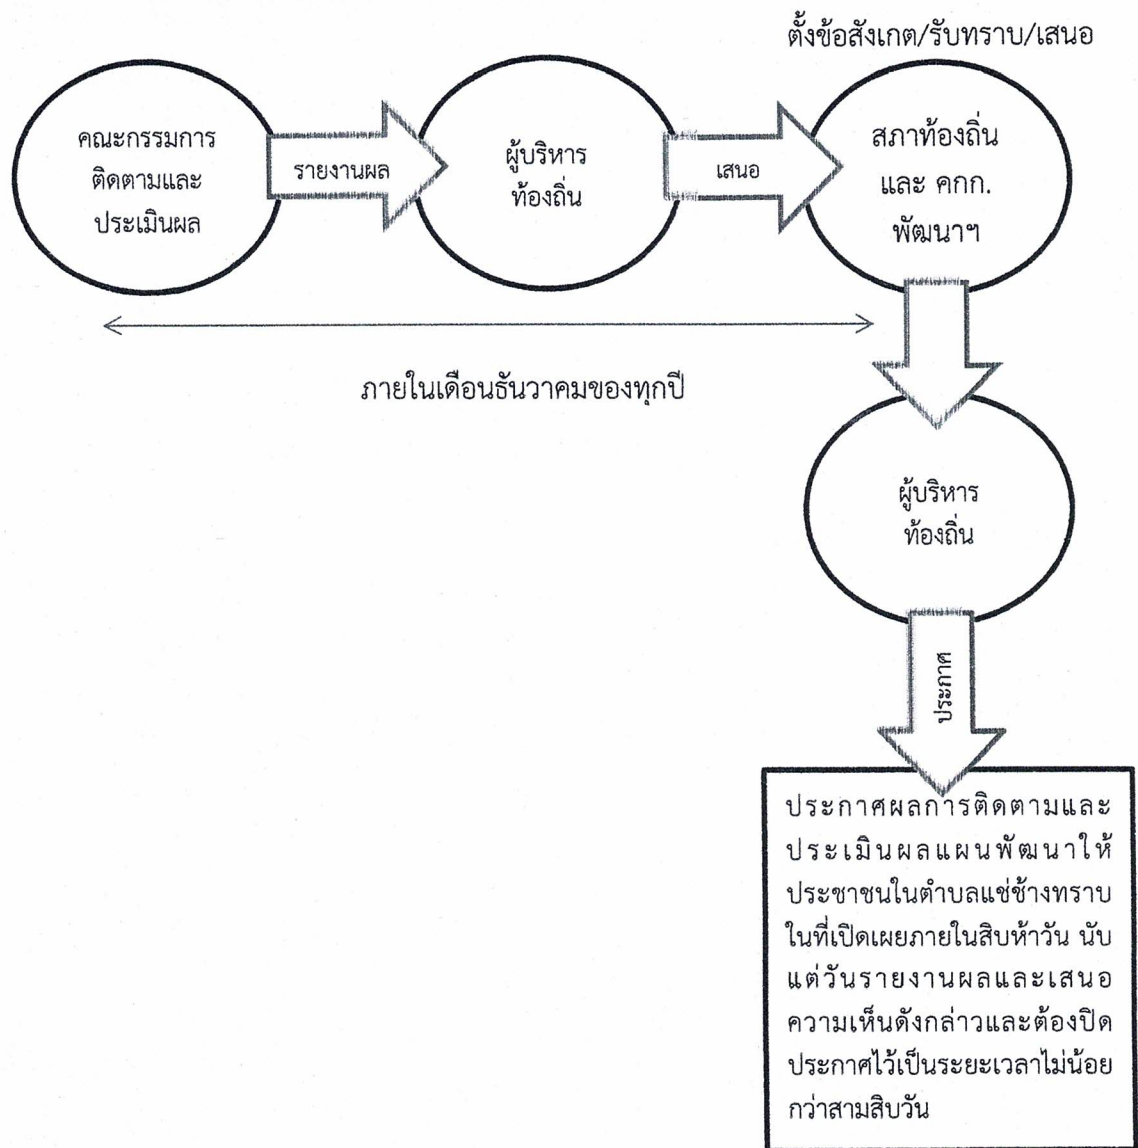 ตั้งข้อสังเกต/รับทราบ/เสนอ
คณะกรรมการ
ติดตามและ
ประเมินผล
รายงานผล
ผู้บริหาร
ท้องถิ่น
เสนอ
สภาท้องถิ่น
และ คกก.
พัฒนาฯ
ภายในเดือนธันวาคมของทุกปี
ผู้บริหาร
ท้องถิ่น
ประกาศ
ประกาศผลการติดตามและ
ประเมินผลแผนพัฒนาให้
ประชาชนในตำบลแช่ช้างทราบ
ในที่เปิดเผยภายในสิบห้าวัน นับ
แต่วันรายงานผลและเสนอ
ความเห็นดังกล่าวและต้องปิด
ประกาศไว้เป็นระยะเวลาไม่น้อย
กว่าสามสิบวัน